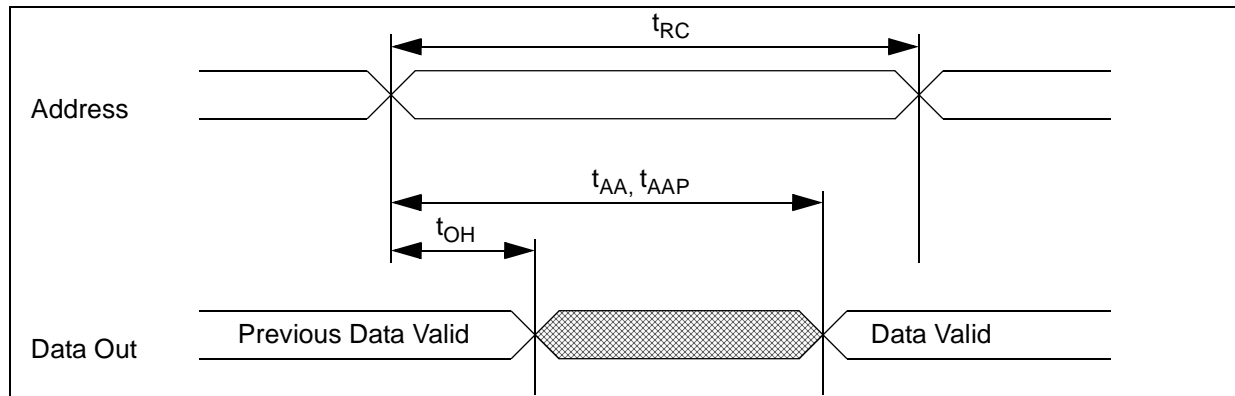 tRC
Address
tAA, tAAP
tOH
Previous Data Valid
Data Valid
Data Out